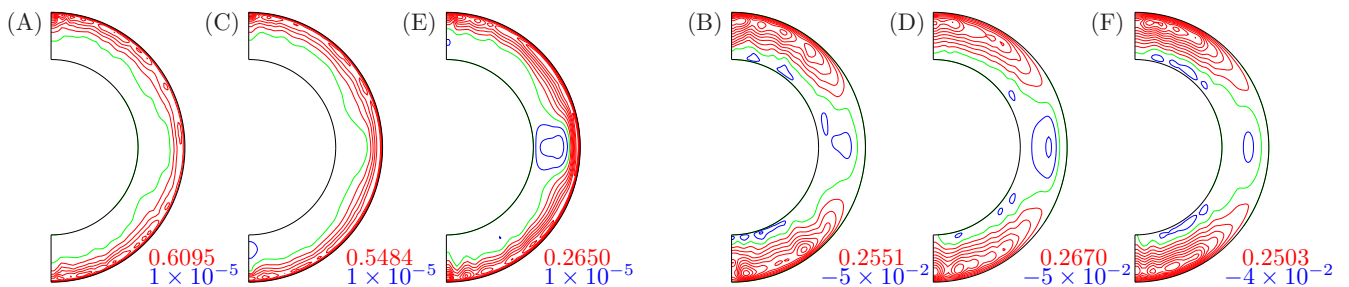 (A) (C) (E) (B) (D) (F)
0.6095 0.5484 0.2650 0.2551 0.2670 0.2503
1 × 10⁻⁵ 1 × 10⁻⁵ 1 × 10⁻⁵ −5 × 10⁻² −5 × 10⁻² −4 × 10⁻²